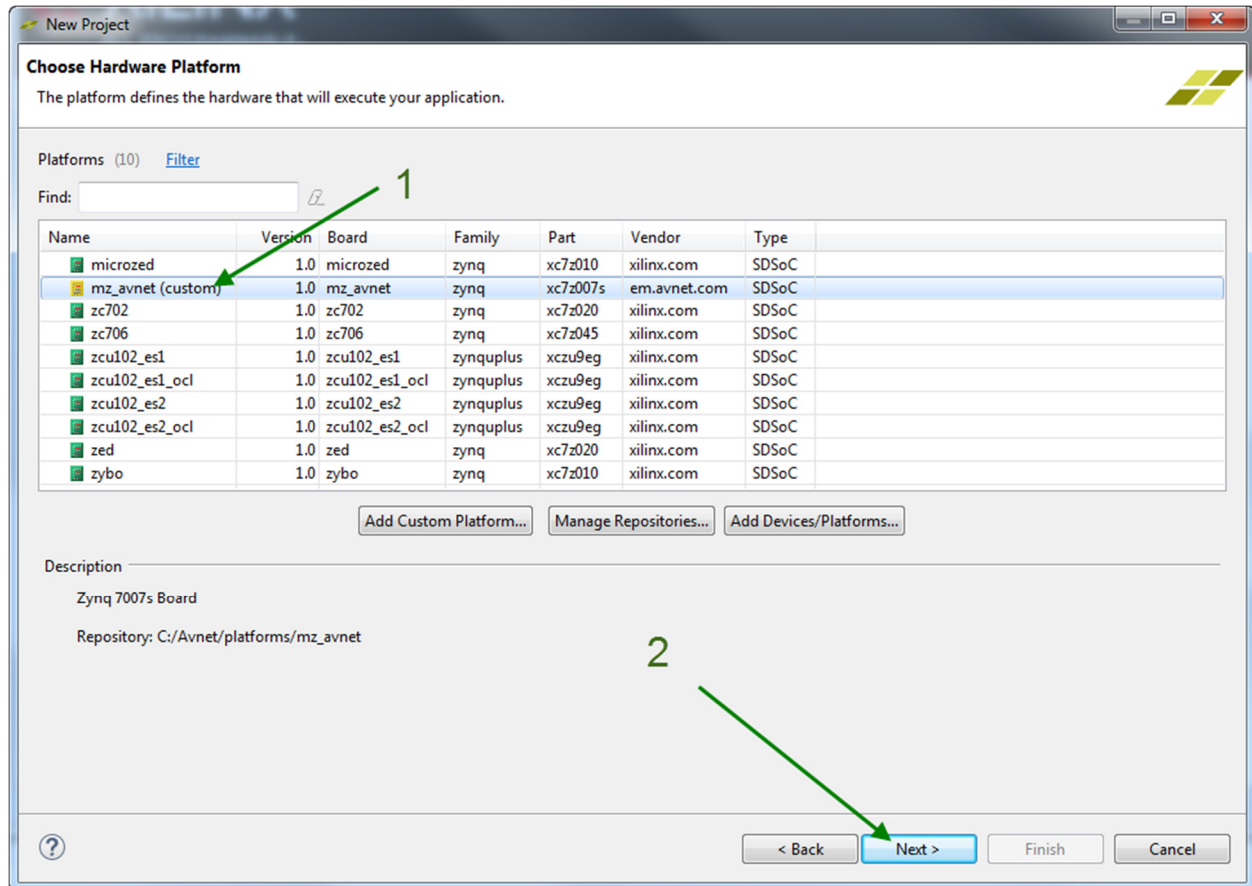 New Project
Choose Hardware Platform
The platform defines the hardware that will execute your application.
Platforms (10) Filter
Find:
1
Name Version Board Family Part Vendor Type
microzed 1.0 microzed zynq xc7z010 xilinx.com SDSoC
mz_avnet (custom) 1.0 mz_avnet zynq xc7z007s em.avnet.com SDSoC
zc702 1.0 zc702 zynq xc7z020 xilinx.com SDSoC
zc706 1.0 zc706 zynq xc7z045 xilinx.com SDSoC
zcu102_es1 1.0 zcu102_es1 zynquplus xczu9eg xilinx.com SDSoC
zcu102_es1_ocl 1.0 zcu102_es1_ocl zynquplus xczu9eg xilinx.com SDSoC
zcu102_es2 1.0 zcu102_es2 zynquplus xczu9eg xilinx.com SDSoC
zcu102_es2_ocl 1.0 zcu102_es2_ocl zynquplus xczu9eg xilinx.com SDSoC
zed 1.0 zed zynq xc7z020 xilinx.com SDSoC
zybo 1.0 zybo zynq xc7z010 xilinx.com SDSoC
Add Custom Platform... Manage Repositories... Add Devices/Platforms...
Description
Zynq 7007s Board
Repository: C:/Avnet/platforms/mz_avnet
2
? < Back Next > Finish Cancel